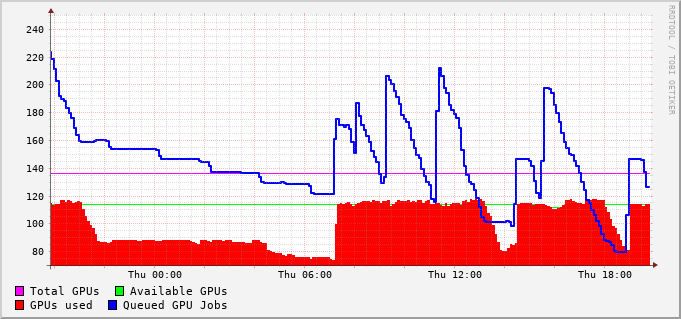 RRDTOOL / TOBI OETIKER
240
220
200
180
160
140
120
100
80
Thu 00:00 Thu 06:00 Thu 12:00 Thu 18:00
Total GPUs Available GPUs
GPUs used Queued GPU Jobs